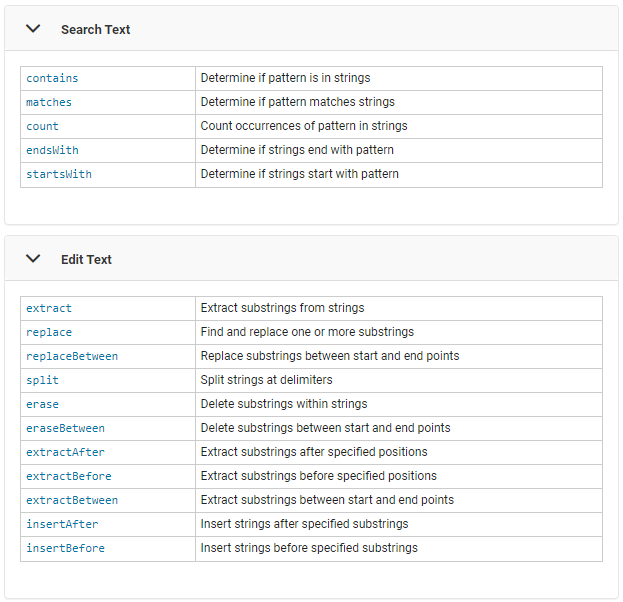 Search Text
contains Determine if pattern is in strings
matches Determine if pattern matches strings
count Count occurrences of pattern in strings
endsWith Determine if strings end with pattern
startsWith Determine if strings start with pattern
Edit Text
extract Extract substrings from strings
replace Find and replace one or more substrings
replaceBetween Replace substrings between start and end points
split Split strings at delimiters
erase Delete substrings within strings
eraseBetween Delete substrings between start and end points
extractAfter Extract substrings after specified positions
extractBefore Extract substrings before specified positions
extractBetween Extract substrings between start and end points
insertAfter Insert strings after specified substrings
insertBefore Insert strings before specified substrings